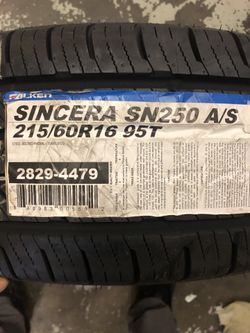 FALKEN
SINCERA SN250 A/S
215/60R16 95T
2829-4479